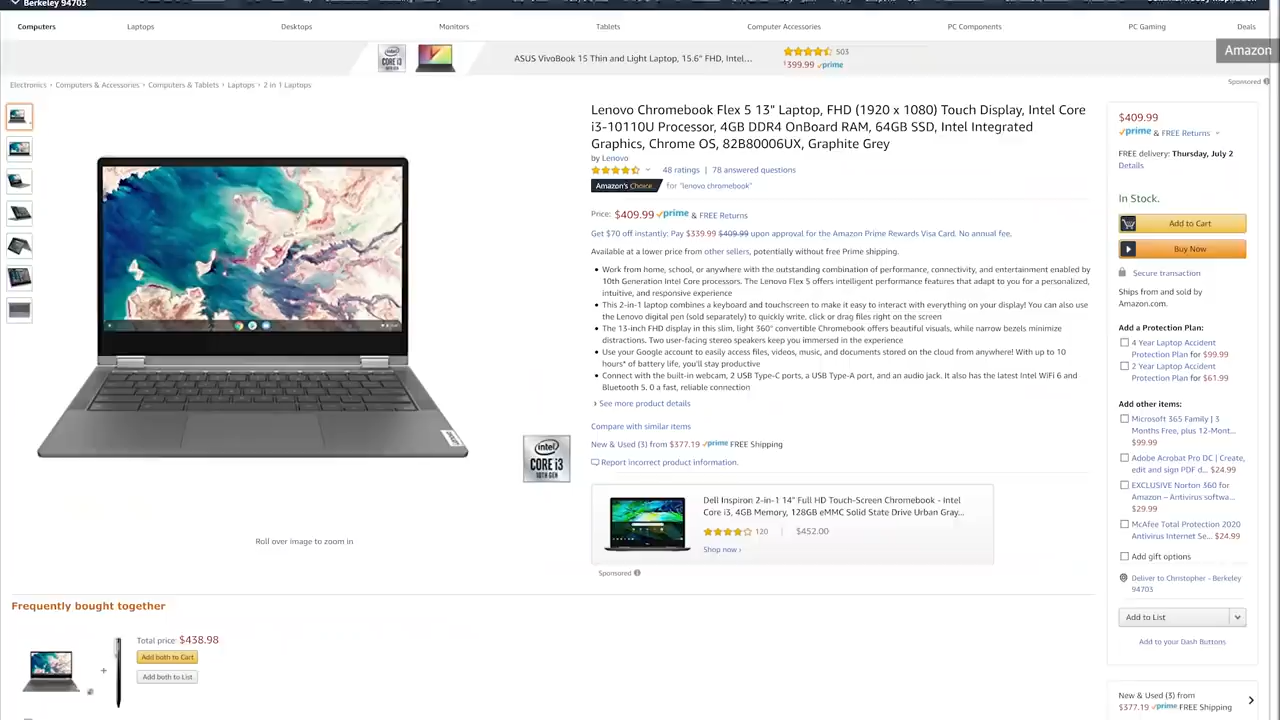 Berkeley 94703
Computers
Laptops
Desktops
Monitors
Tablets
Computer Accessories
PC Components
PC Gaming
Deals
Amazon
intel
CORE i3
ASUS VivoBook 15 Thin and Light Laptop, 15.6" FHD, Intel...
503
$399.99 prime
Sponsored
Electronics › Computers & Accessories › Computers & Tablets › Laptops › 2 in 1 Laptops
Lenovo Chromebook Flex 5 13" Laptop, FHD (1920 x 1080) Touch Display, Intel Core
i3-10110U Processor, 4GB DDR4 OnBoard RAM, 64GB SSD, Intel Integrated
Graphics, Chrome OS, 82B80006UX, Graphite Grey
by Lenovo
48 ratings | 78 answered questions
Amazon's Choice for "lenovo chromebook"
Price: $409.99 prime & FREE Returns
Get $70 off instantly: Pay $339.99 $409.99 upon approval for the Amazon Prime Rewards Visa Card. No annual fee.
Available at a lower price from other sellers, potentially without free Prime shipping.
• Work from home, school, or anywhere with the outstanding combination of performance, connectivity, and entertainment enabled by
10th Generation Intel Core processors. The Lenovo Flex 5 offers intelligent performance features that adapt to you for a personalized,
intuitive, and responsive experience
• This 2-in-1 laptop combines a keyboard and touchscreen to make it easy to interact with everything on your display! You can also use
the Lenovo digital pen (sold separately) to quickly write, click or drag files right on the screen
• The 13-inch FHD display in this slim, light 360° convertible Chromebook offers beautiful visuals, while narrow bezels minimize
distractions. Two user-facing stereo speakers keep you immersed in the experience
• Use your Google account to easily access files, videos, music, and documents stored on the cloud from anywhere! With up to 10
hours* of battery life, you'll stay productive
• Connect with the built-in webcam, 2 USB Type-C ports, a USB Type-A port, and an audio jack. It also has the latest Intel WiFi 6 and
Bluetooth 5. 0 a fast, reliable connection
› See more product details
Compare with similar items
New & Used (3) from $377.19 prime FREE Shipping
Report incorrect product information.
Lenovo
intel
CORE i3
10TH GEN
Roll over image to zoom in
Dell Inspiron 2-in-1 14" Full HD Touch-Screen Chromebook - Intel
Core i3, 4GB Memory, 128GB eMMC Solid State Drive Urban Gray...
120 | $452.00
Shop now ›
Sponsored
Frequently bought together
Total price: $438.98
Add both to Cart
Add both to List
+
$409.99
prime & FREE Returns
FREE delivery: Thursday, July 2
Details
In Stock.
Add to Cart
Buy Now
Secure transaction
Ships from and sold by
Amazon.com.
Add a Protection Plan:
4 Year Laptop Accident
Protection Plan for $99.99
2 Year Laptop Accident
Protection Plan for $61.99
Add other items:
Microsoft 365 Family | 3
Months Free, plus 12-Mont...
$99.99
Adobe Acrobat Pro DC | Create,
edit and sign PDF d... $24.99
EXCLUSIVE Norton 360 for
Amazon – Antivirus softwa...
$29.99
McAfee Total Protection 2020
Antivirus Internet Se... $24.99
Add gift options
Deliver to Christopher - Berkeley
94703
Add to List
Add to your Dash Buttons
New & Used (3) from
$377.19 prime FREE Shipping